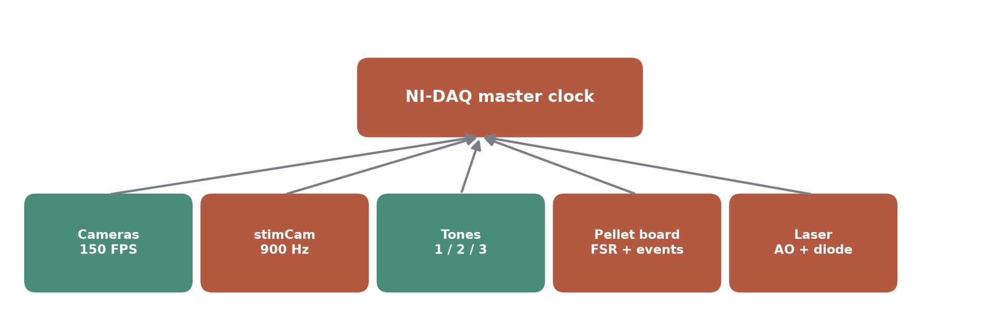 NI-DAQ master clock
Cameras
150 FPS
stimCam
900 Hz
Tones
1 / 2 / 3
Pellet board
FSR + events
Laser
AO + diode